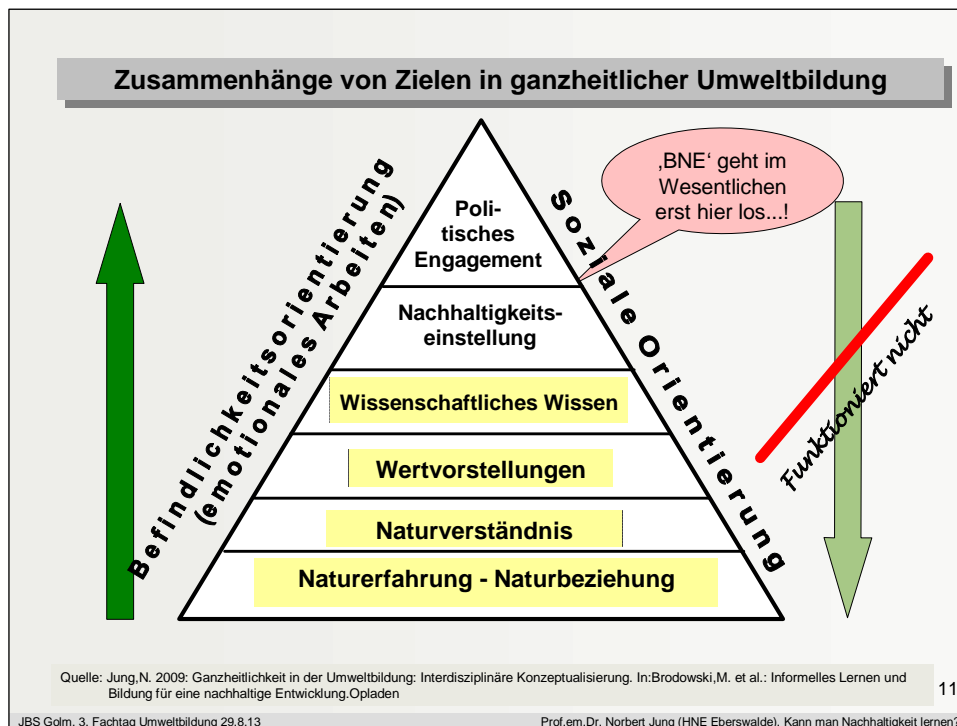 Zusammenhänge von Zielen in ganzheitlicher Umweltbildung
‚BNE‘ geht im
Wesentlichen
erst hier los...!
Befindlichkeitsorientierung
(emotionales Arbeiten)
Soziale Orientierung
Poli-
tisches
Engagement
Nachhaltigkeits-
einstellung
Wissenschaftliches Wissen
Wertvorstellungen
Naturverständnis
Naturerfahrung - Naturbeziehung
Funktioniert nicht
Quelle: Jung,N. 2009: Ganzheitlichkeit in der Umweltbildung: Interdisziplinäre Konzeptualisierung. In:Brodowski,M. et al.: Informelles Lernen und
Bildung für eine nachhaltige Entwicklung.Opladen
11
JBS Golm, 3. Fachtag Umweltbildung 29.8.13
Prof.em.Dr. Norbert Jung (HNE Eberswalde), Kann man Nachhaltigkeit lernen?